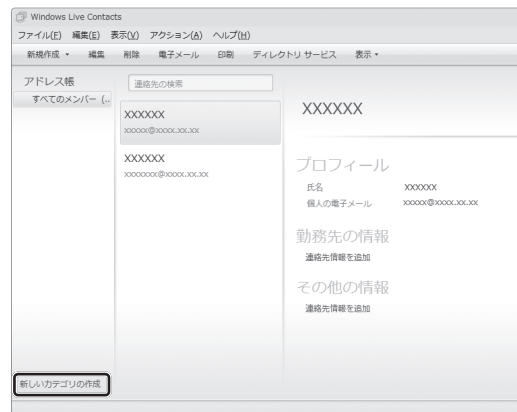 Windows Live Contacts
ファイル(F) 編集(E) 表示(V) アクション(A) ヘルプ(H)
新規作成 編集 削除 電子メール 印刷 ディレクトリ サービス 表示
アドレス帳
すべてのメンバー (..
連絡先の検索
XXXXXX
xxxxx@xxxx.xx.xx
XXXXXX
xxxxxxx@xxxx.xx.xx
XXXXXX
プロフィール
氏名 XXXXXX
個人の電子メール xxxxx@xxxx.xx.xx
勤務先の情報
連絡先情報を追加
その他の情報
連絡先情報を追加
新しいカテゴリの作成